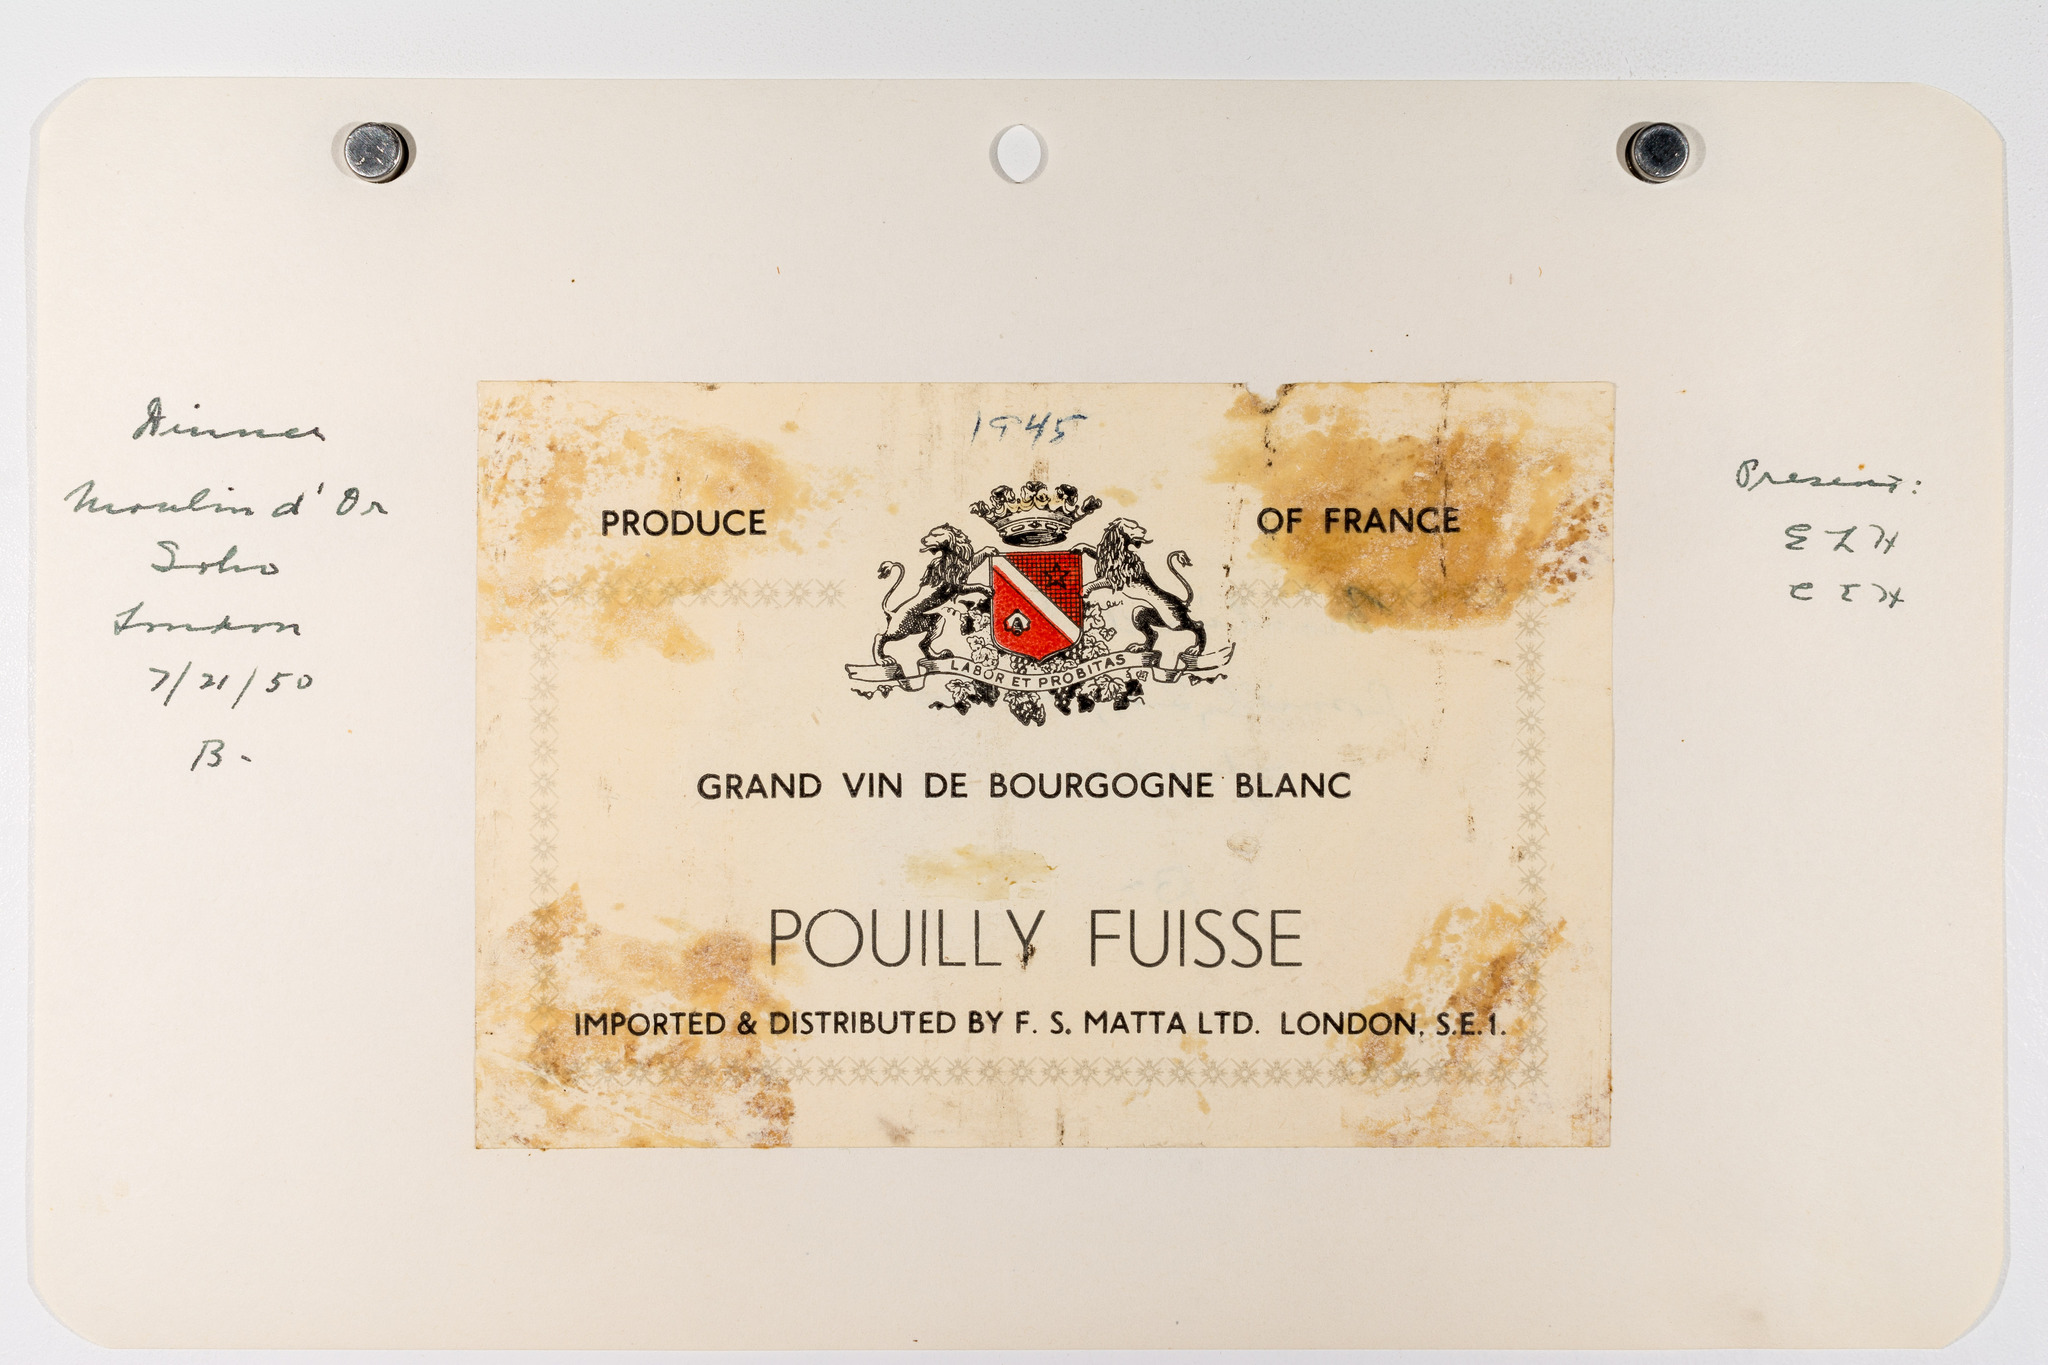 Dinner
Moulin d'Or
Soho
London
7/21/50
B-
1945
PRODUCE OF FRANCE
LABOR ET PROBITAS
GRAND VIN DE BOURGOGNE BLANC
POUILLY FUISSE
IMPORTED & DISTRIBUTED BY F. S. MATTA LTD. LONDON, S.E.1.
Present:
E L H
C E H